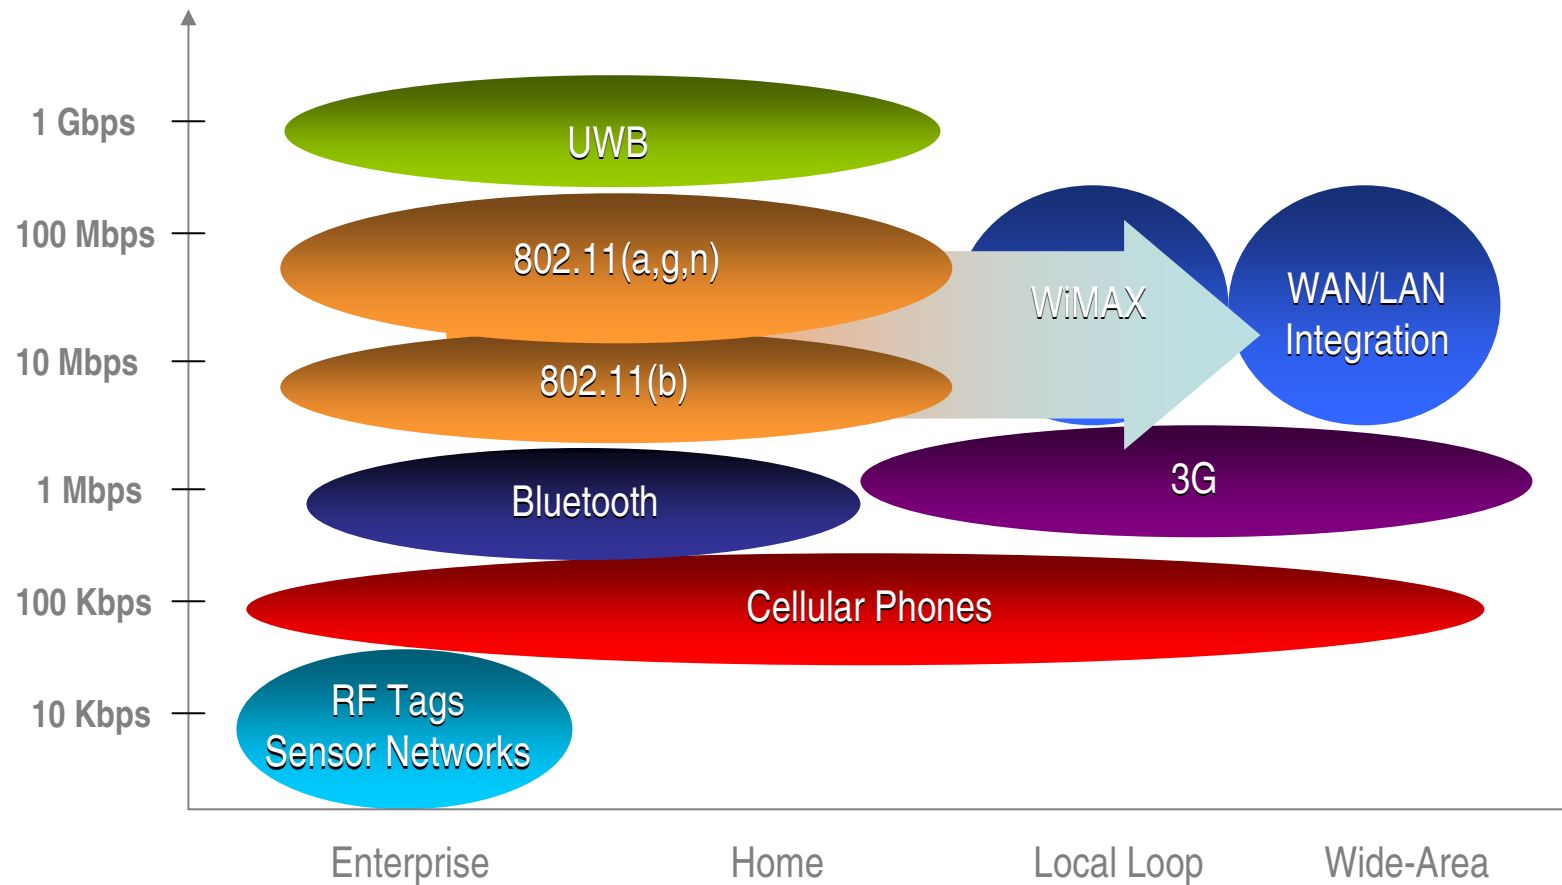 1 Gbps
UWB
100 Mbps
802.11(a,g,n)
WiMAX
WAN/LAN
Integration
10 Mbps
802.11(b)
1 Mbps
Bluetooth
3G
100 Kbps
Cellular Phones
10 Kbps
RF Tags
Sensor Networks
Enterprise
Home
Local Loop
Wide-Area